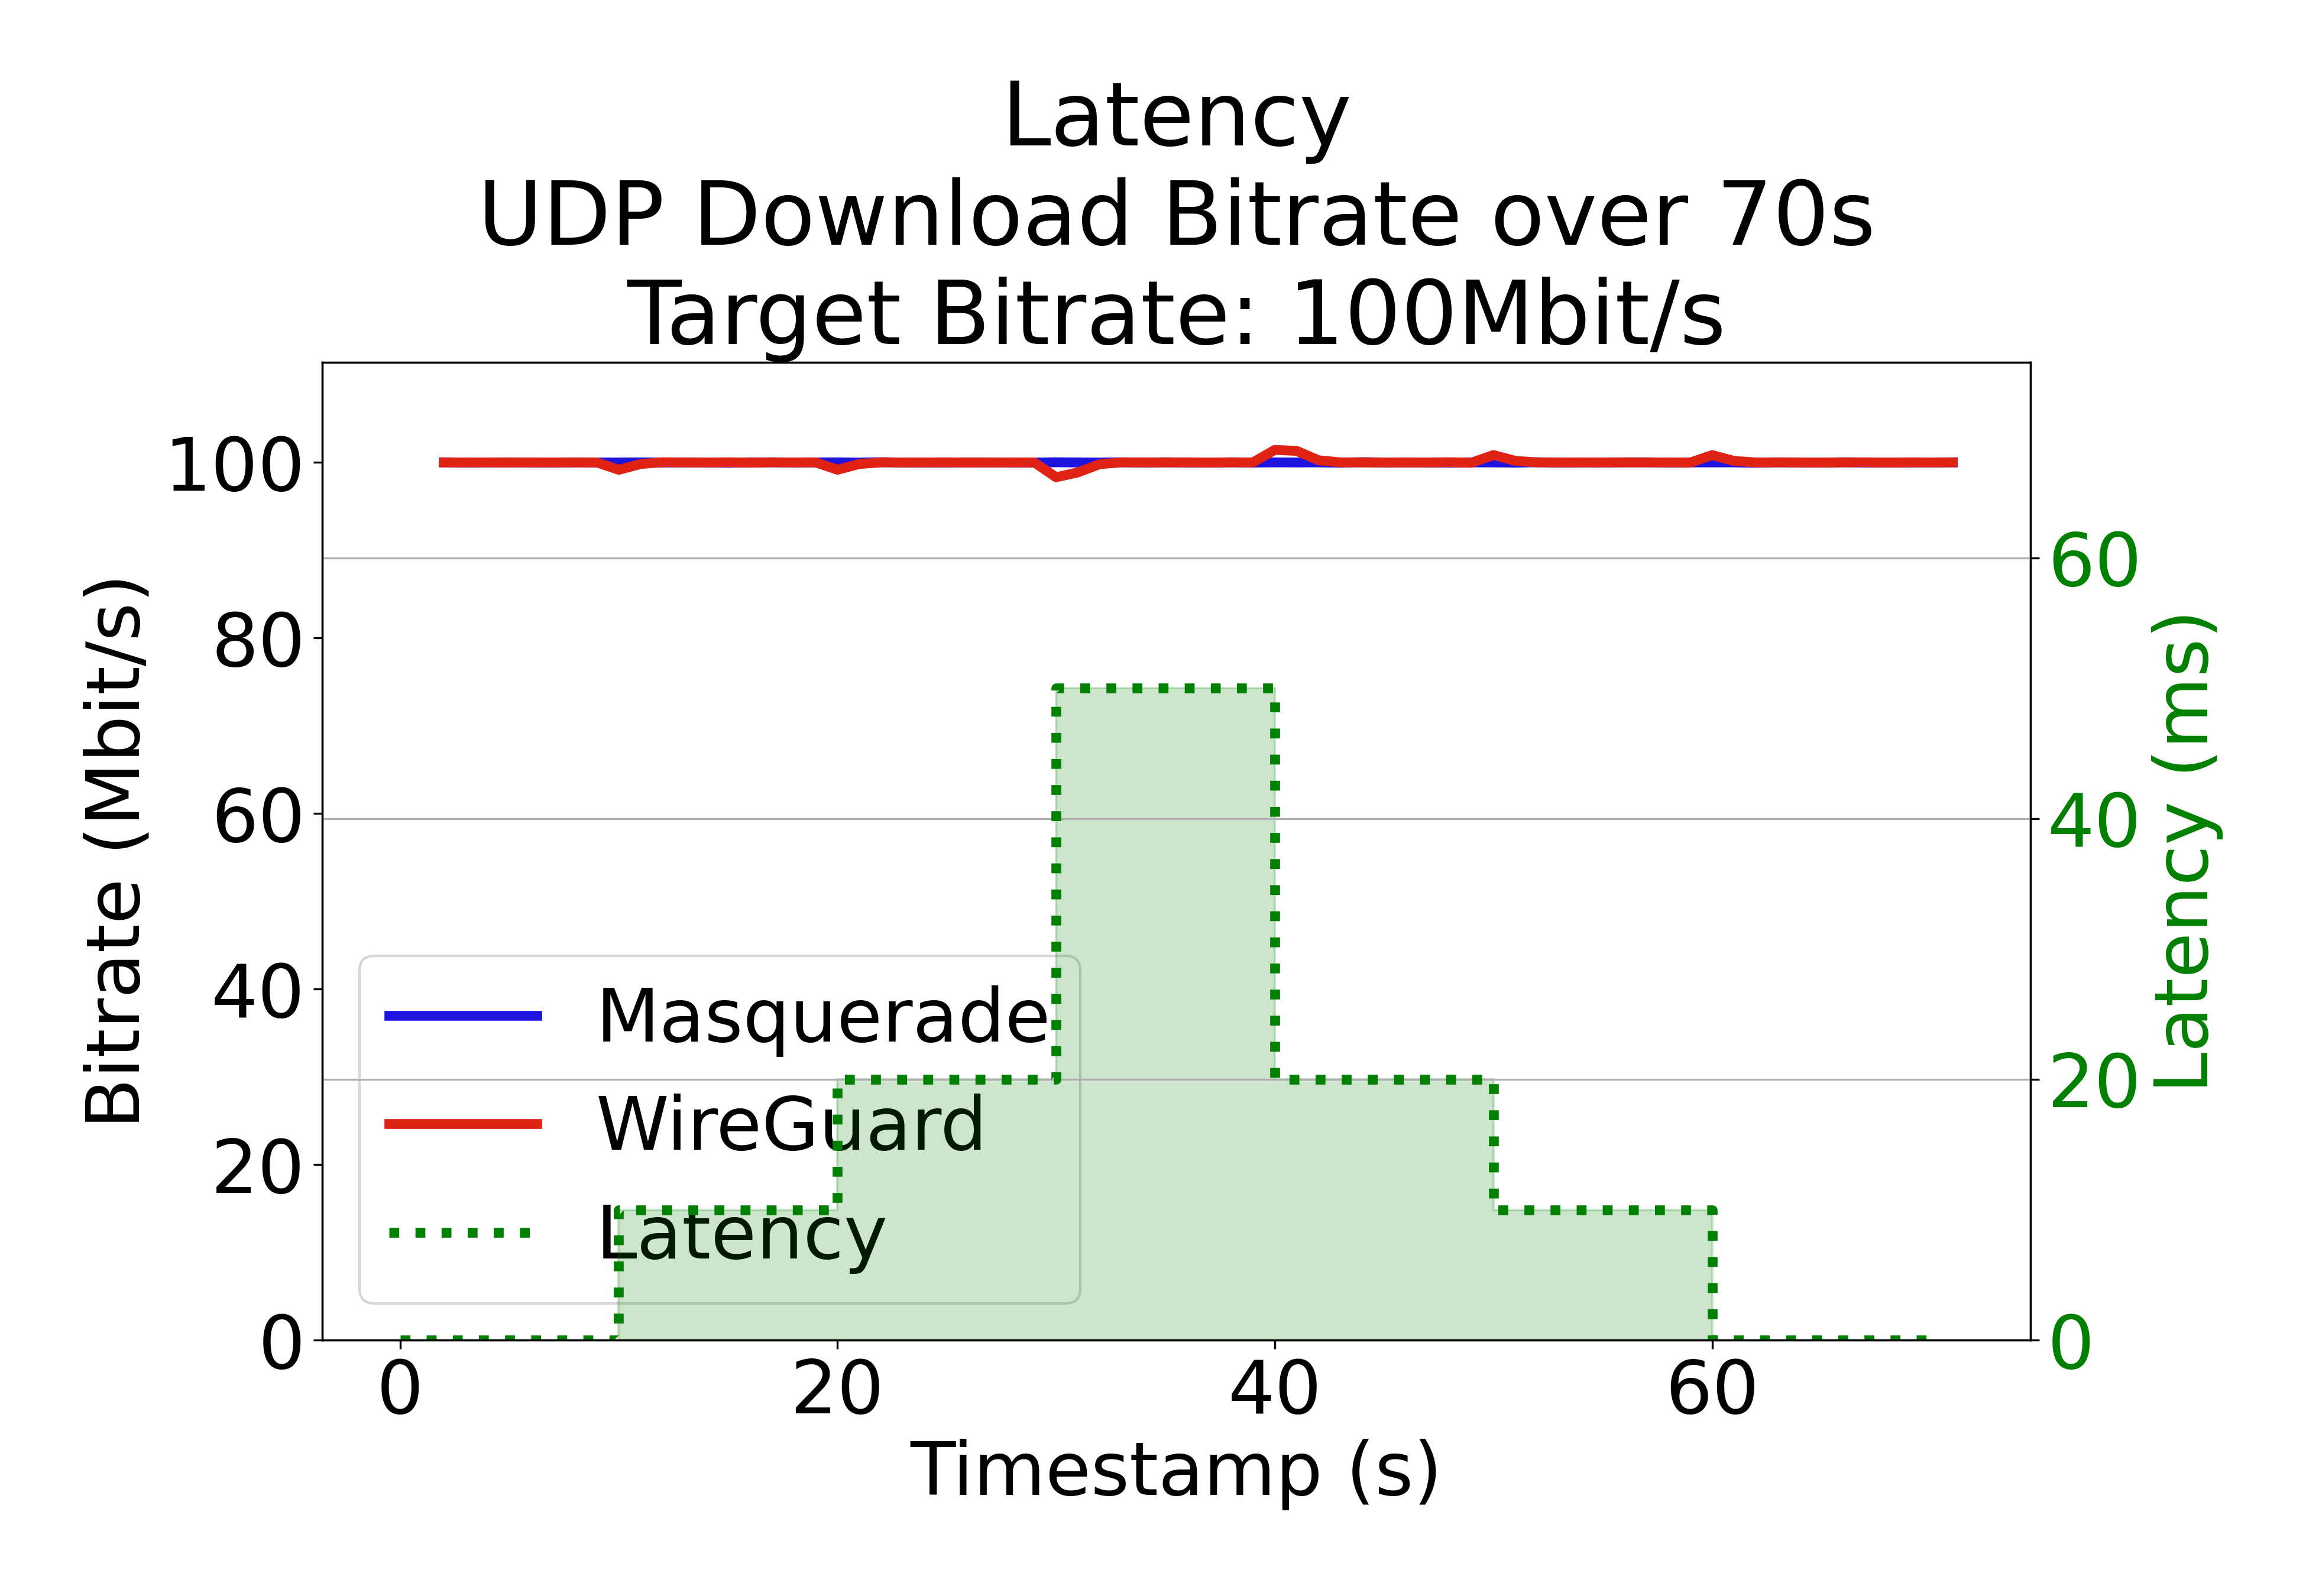 Latency
UDP Download Bitrate over 70s
Target Bitrate: 100Mbit/s
Bitrate (Mbit/s)
100
80
60
40
20
0
Masquerade
WireGuard
Latency
60
40
20
0
Latency (ms)
0 20 40 60
Timestamp (s)